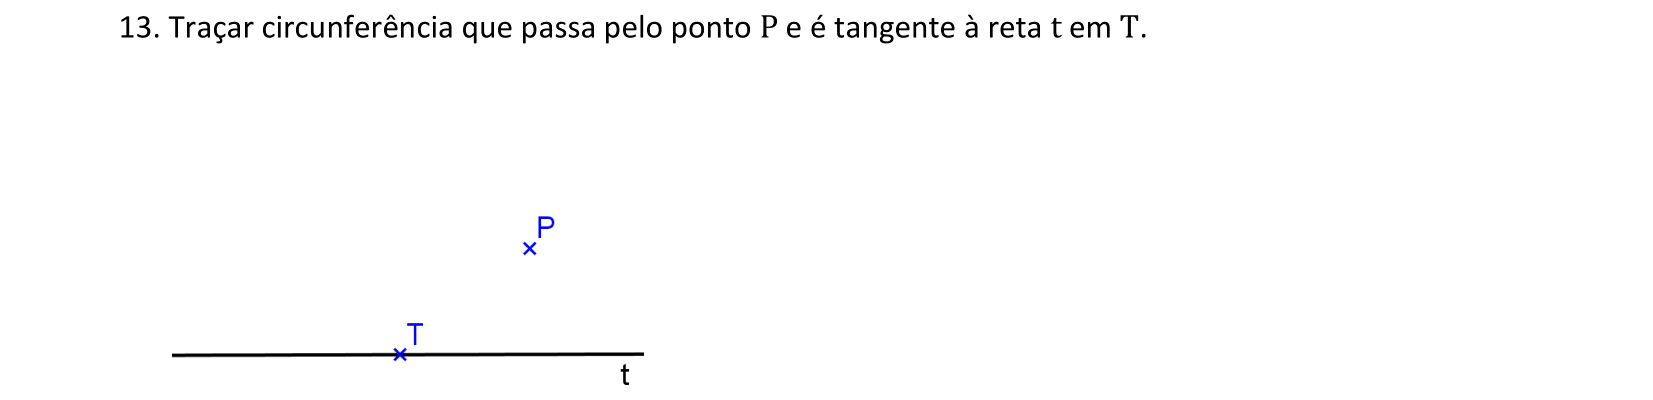 13. Traçar circunferência que passa pelo ponto P e é tangente à reta t em T.
P
T
t